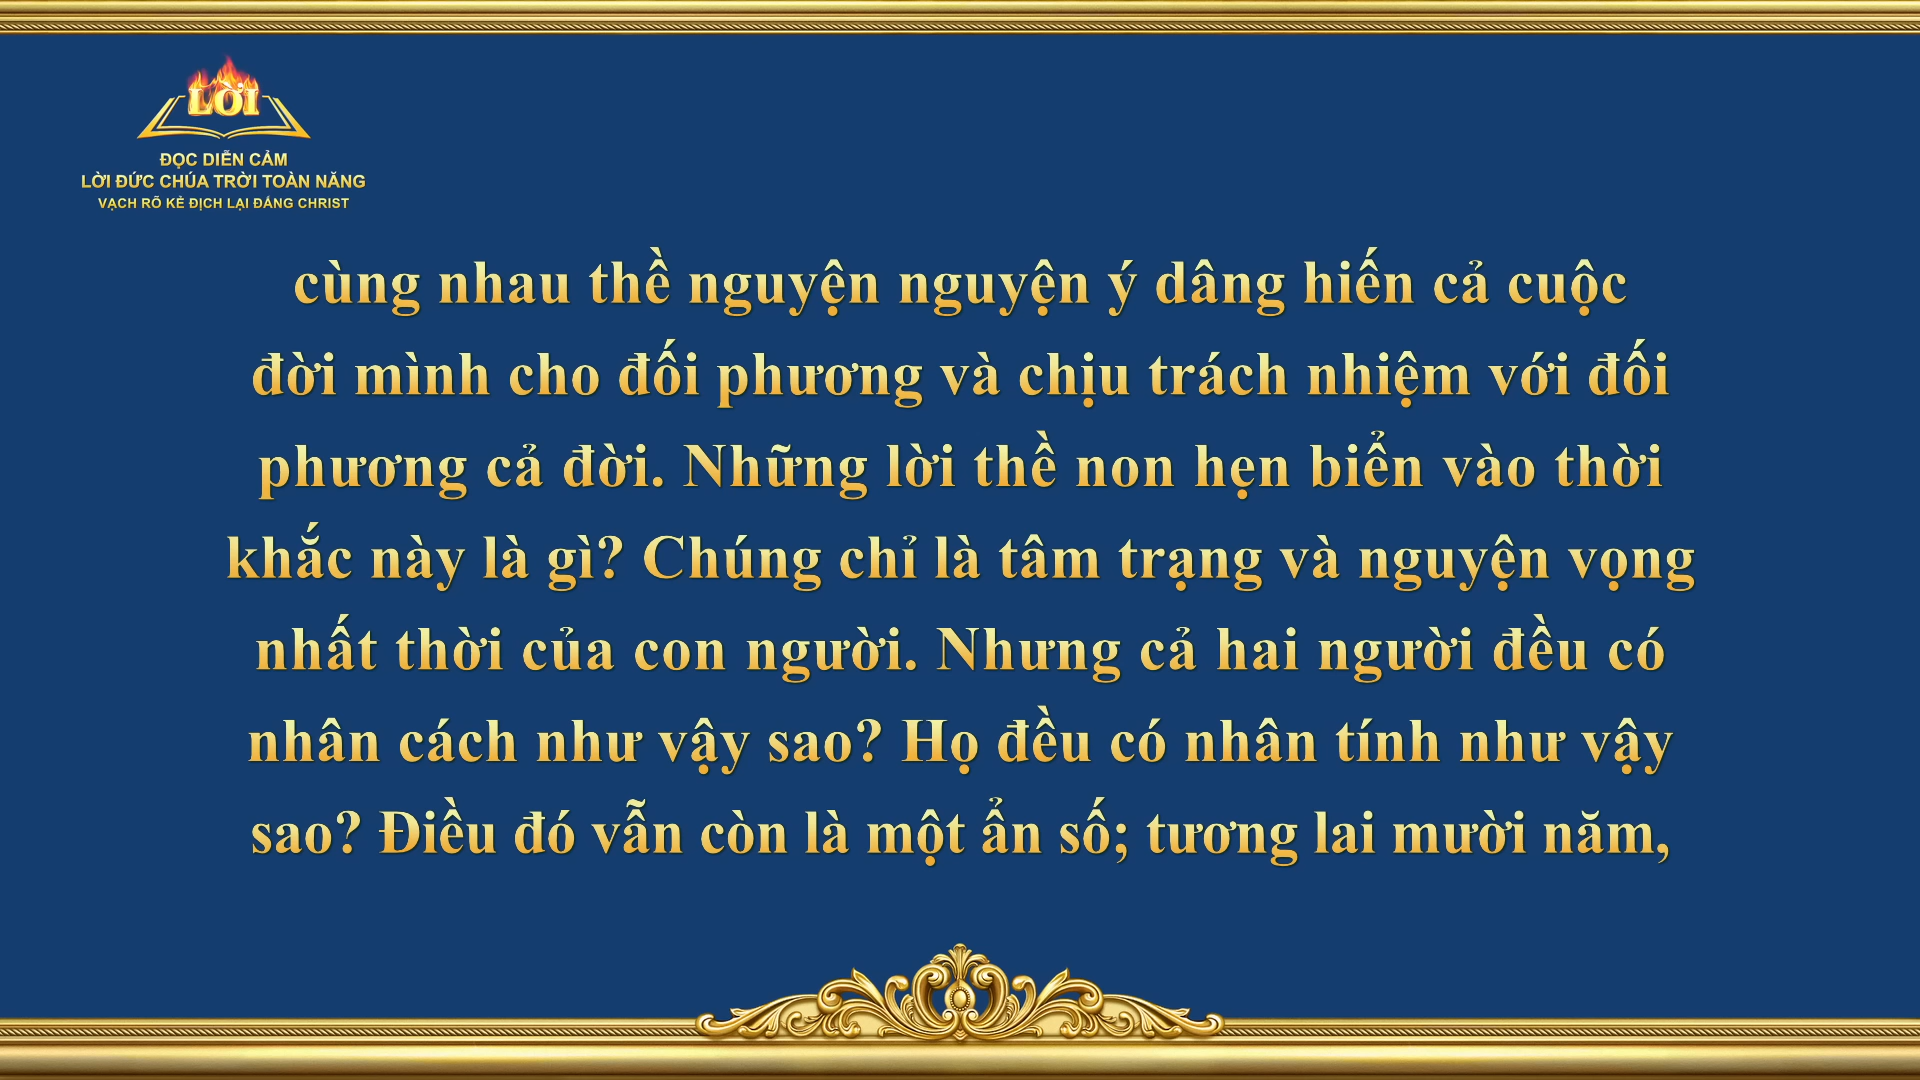 LỜI
ĐỌC DIỄN CẢM
LỜI ĐỨC CHÚA TRỜI TOÀN NĂNG
VẠCH RÕ KẺ ĐỊCH LẠI ĐẤNG CHRIST
cùng nhau thề nguyện nguyện ý dâng hiến cả cuộc
đời mình cho đối phương và chịu trách nhiệm với đối
phương cả đời. Những lời thề non hẹn biển vào thời
khắc này là gì? Chúng chỉ là tâm trạng và nguyện vọng
nhất thời của con người. Nhưng cả hai người đều có
nhân cách như vậy sao? Họ đều có nhân tính như vậy
sao? Điều đó vẫn còn là một ẩn số; tương lai mười năm,